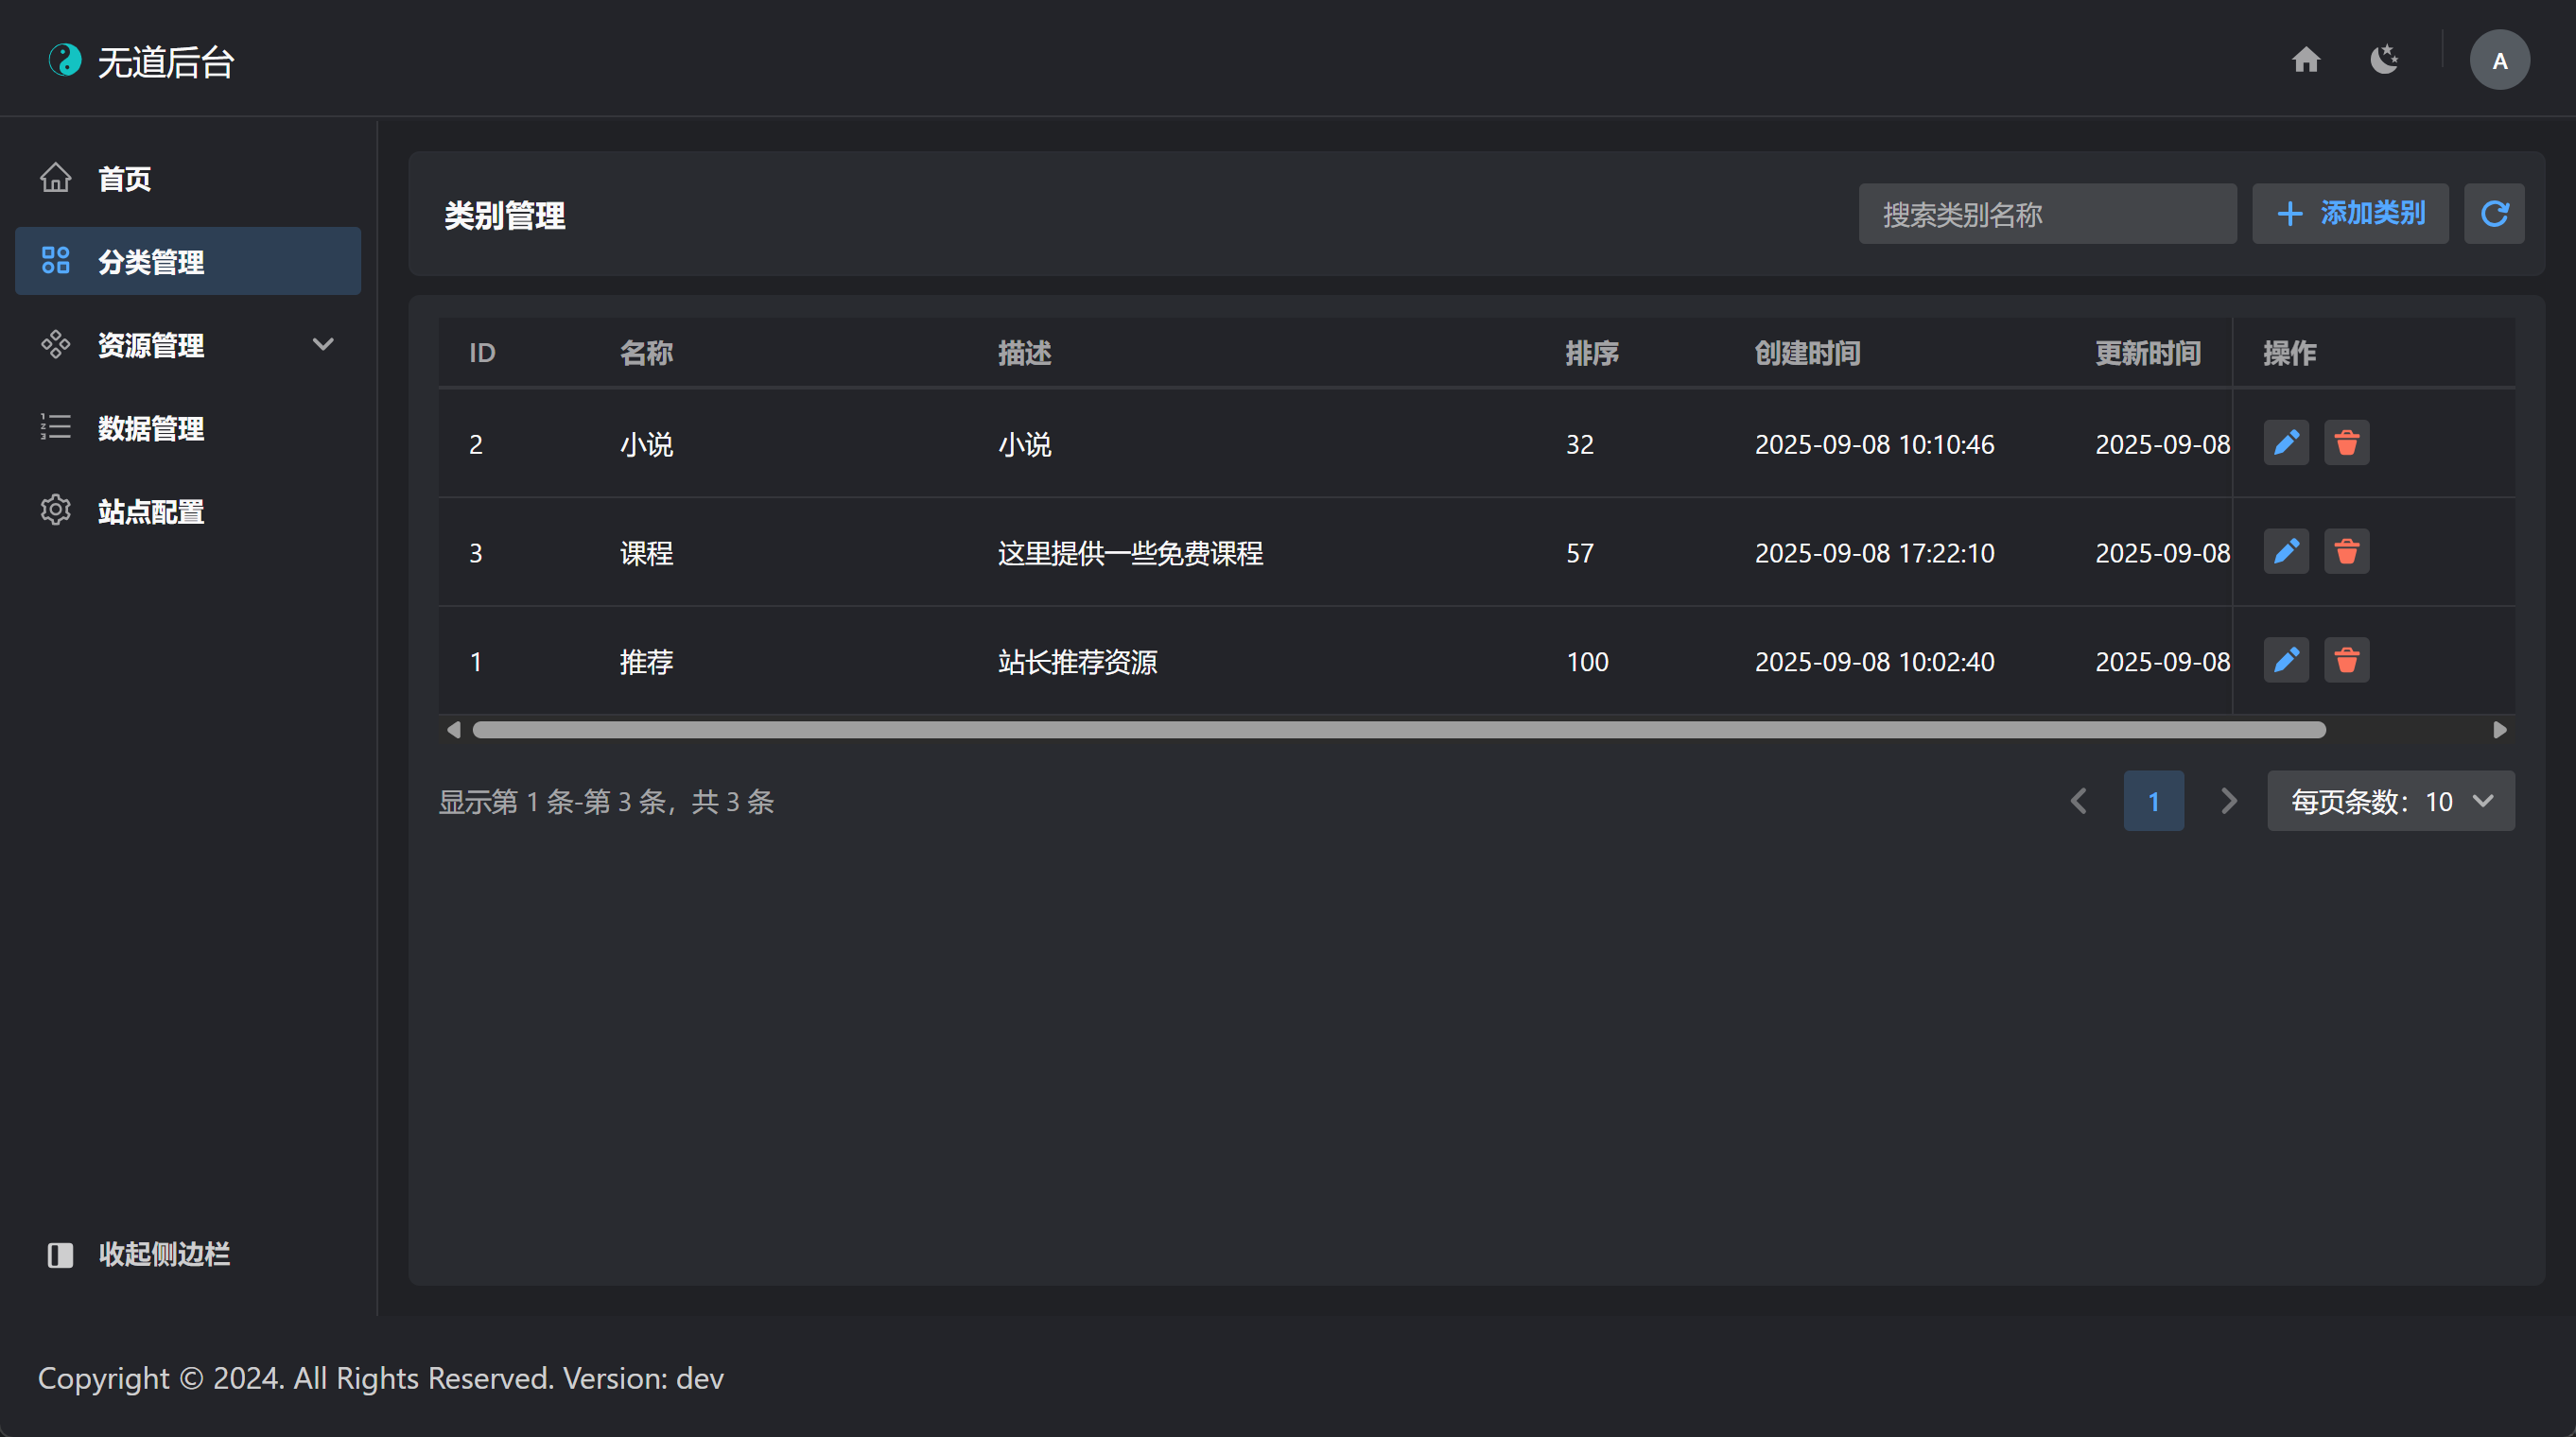 无道后台
A
首页
分类管理
资源管理
数据管理
站点配置
收起侧边栏
类别管理
搜索类别名称
添加类别
ID 名称 描述 排序 创建时间 更新时间 操作
2 小说 小说 32 2025-09-08 10:10:46 2025-09-08
3 课程 这里提供一些免费课程 57 2025-09-08 17:22:10 2025-09-08
1 推荐 站长推荐资源 100 2025-09-08 10:02:40 2025-09-08
显示第 1 条-第 3 条，共 3 条
1
每页条数：10
Copyright © 2024. All Rights Reserved. Version: dev